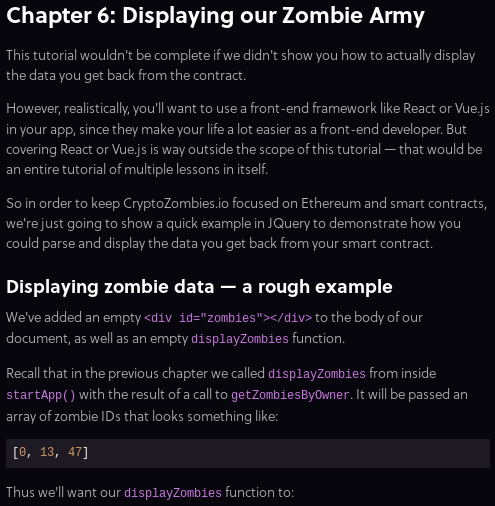 Chapter 6: Displaying our Zombie Army
This tutorial wouldn't be complete if we didn't show you how to actually display
the data you get back from the contract.
However, realistically, you'll want to use a front-end framework like React or Vue.js
in your app, since they make your life a lot easier as a front-end developer. But
covering React or Vue.js is way outside the scope of this tutorial — that would be
an entire tutorial of multiple lessons in itself.
So in order to keep CryptoZombies.io focused on Ethereum and smart contracts,
we're just going to show a quick example in JQuery to demonstrate how you
could parse and display the data you get back from your smart contract.
Displaying zombie data — a rough example
We've added an empty <div id="zombies"></div> to the body of our
document, as well as an empty displayZombies function.
Recall that in the previous chapter we called displayZombies from inside
startApp() with the result of a call to getZombiesByOwner. It will be passed an
array of zombie IDs that looks something like:
[0, 13, 47]
Thus we'll want our displayZombies function to: